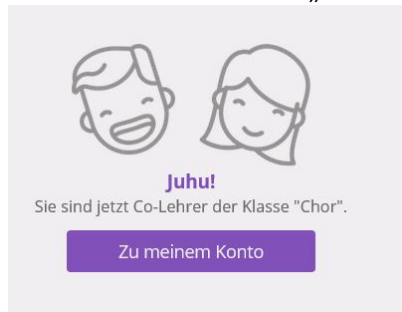 Juhu!
Sie sind jetzt Co-Lehrer der Klasse "Chor".
Zu meinem Konto